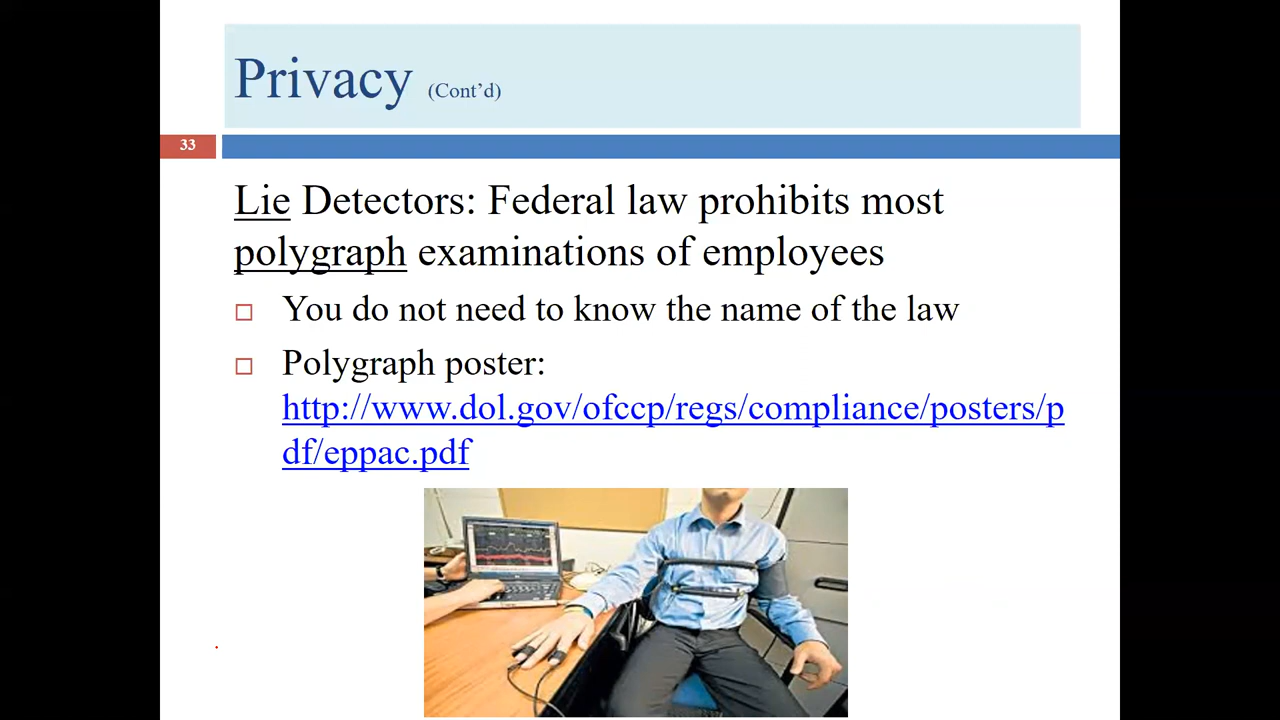 Privacy (Cont’d)
33
Lie Detectors: Federal law prohibits most
polygraph examinations of employees
You do not need to know the name of the law
Polygraph poster:
http://www.dol.gov/ofccp/regs/compliance/posters/p
df/eppac.pdf